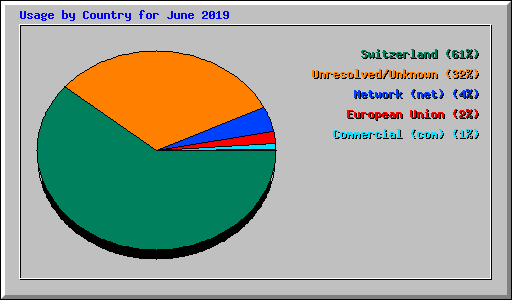 Usage by Country for June 2019
Switzerland (61%)
Unresolved/Unknown (32%)
Network (net) (4%)
European Union (2%)
Commercial (com) (1%)